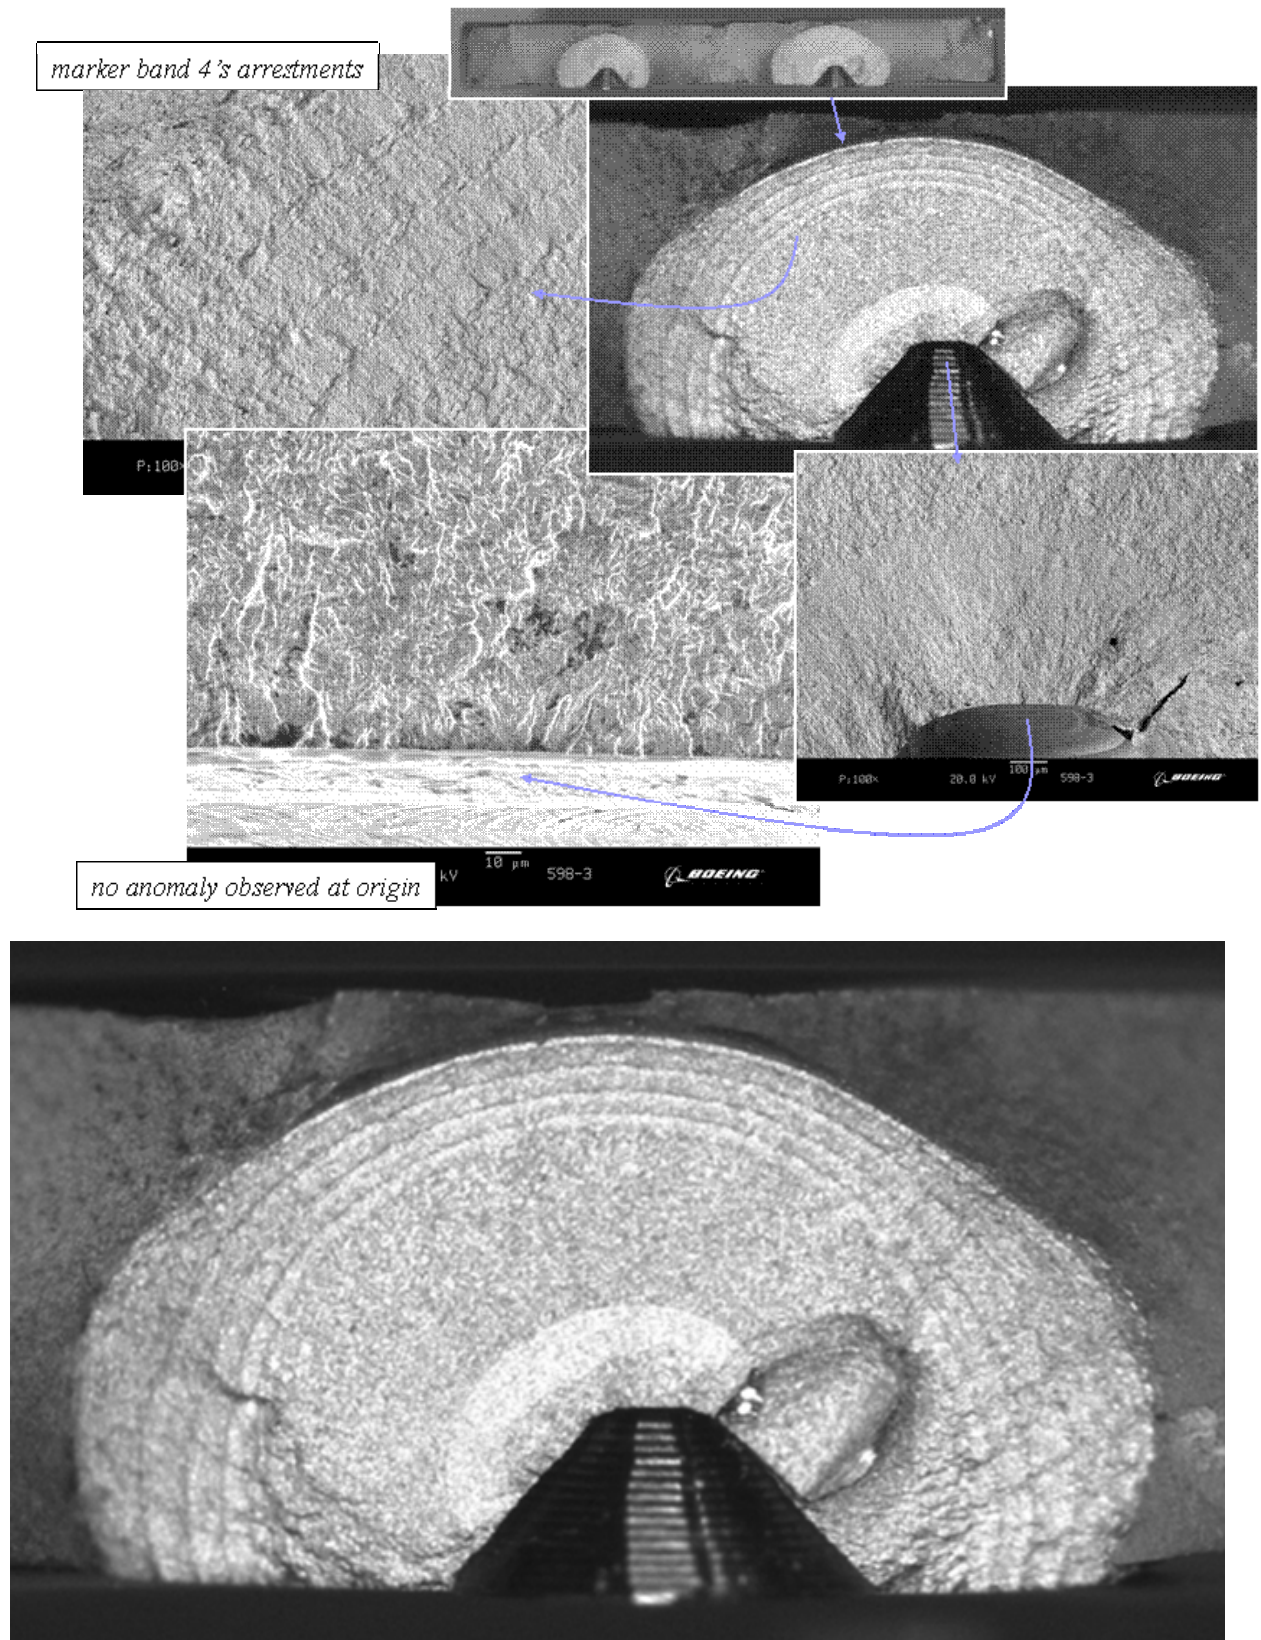 marker band 4's arrestments
P:100×
P:100× 20.0 kV 100 µm 598-3 BOEING
kV 10 µm 598-3 BOEING
no anomaly observed at origin